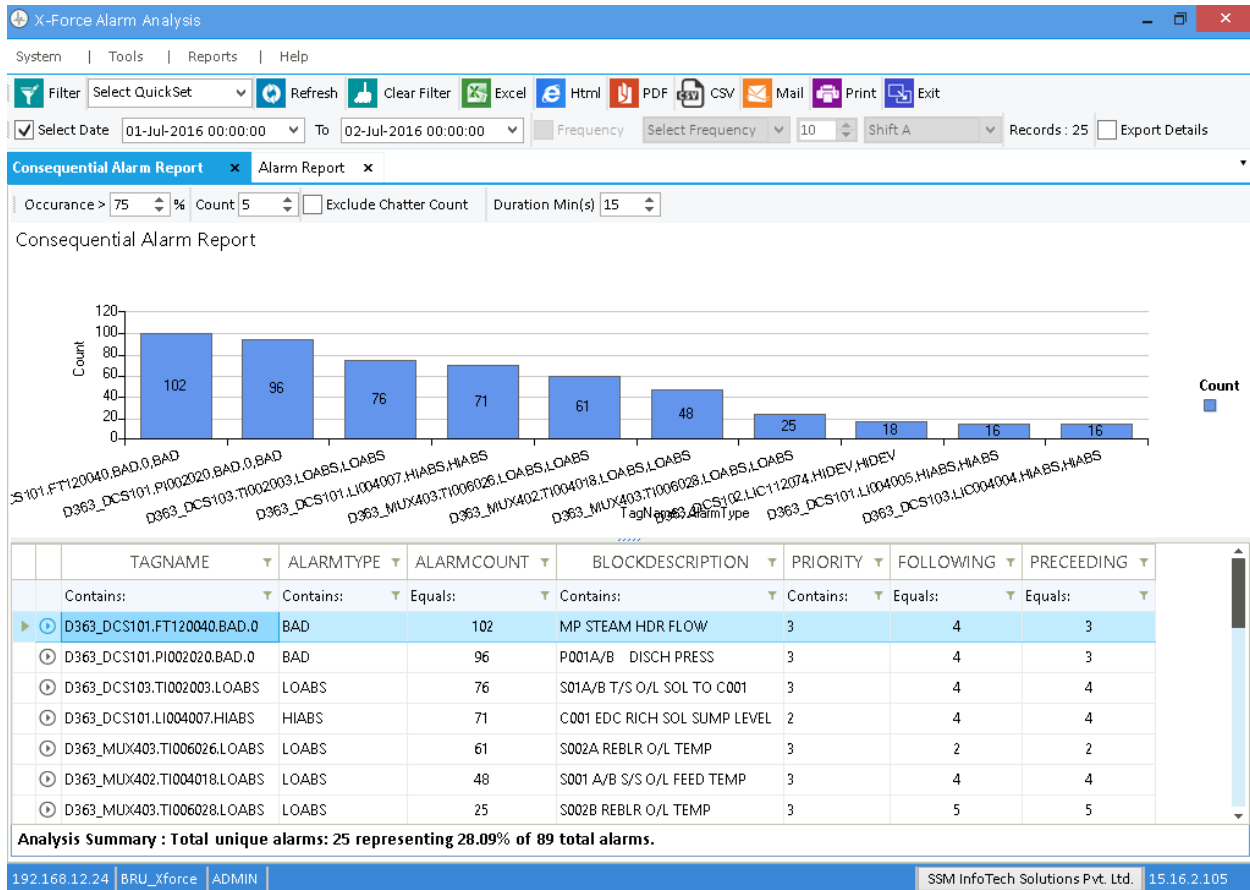 X-Force Alarm Analysis
System | Tools | Reports | Help
Filter Select QuickSet Refresh Clear Filter Excel Html PDF CSV Mail Print Exit
Select Date 01-Jul-2016 00:00:00 To 02-Jul-2016 00:00:00 Frequency Select Frequency 10 Shift A Records : 25 Export Details
Consequential Alarm Report x Alarm Report x
Occurance > 75 % Count 5 Exclude Chatter Count Duration Min(s) 15
Consequential Alarm Report
120
100
80
60
40
20
0
Count
102 96 76 71 61 48 25 18 16 16
Count
CS101.FT120040.BAD.0,BAD
D363_DCS101.PI002020.BAD.0,BAD
D363_DCS103.TI002003.LOABS,LOABS
D363_DCS101.LI004007.HIABS,HIABS
D363_MUX403.TI006026.LOABS,LOABS
D363_MUX402.TI004018.LOABS,LOABS
D363_MUX403.TI006028.LOABS,LOABS
D363_DCS102.LIC112074.HIDEV,HIDEV
D363_DCS101.LI004005.HIABS,HIABS
D363_DCS103.LIC004004.HIABS,HIABS
TagName, AlarmType
TAGNAME ALARMTYPE ALARMCOUNT BLOCKDESCRIPTION PRIORITY FOLLOWING PRECEEDING
Contains: Contains: Equals: Contains: Contains: Equals: Equals:
D363_DCS101.FT120040.BAD.0 BAD 102 MP STEAM HDR FLOW 3 4 3
D363_DCS101.PI002020.BAD.0 BAD 96 P001A/B DISCH PRESS 3 4 3
D363_DCS103.TI002003.LOABS LOABS 76 S01A/B T/S O/L SOL TO C001 3 4 4
D363_DCS101.LI004007.HIABS HIABS 71 C001 EDC RICH SOL SUMP LEVEL 2 4 4
D363_MUX403.TI006026.LOABS LOABS 61 S002A REBLR O/L TEMP 3 2 2
D363_MUX402.TI004018.LOABS LOABS 48 S001 A/B S/S O/L FEED TEMP 3 4 4
D363_MUX403.TI006028.LOABS LOABS 25 S002B REBLR O/L TEMP 3 5 5
Analysis Summary : Total unique alarms: 25 representing 28.09% of 89 total alarms.
192.168.12.24 BRU_Xforce ADMIN SSM InfoTech Solutions Pvt. Ltd. 15.16.2.105